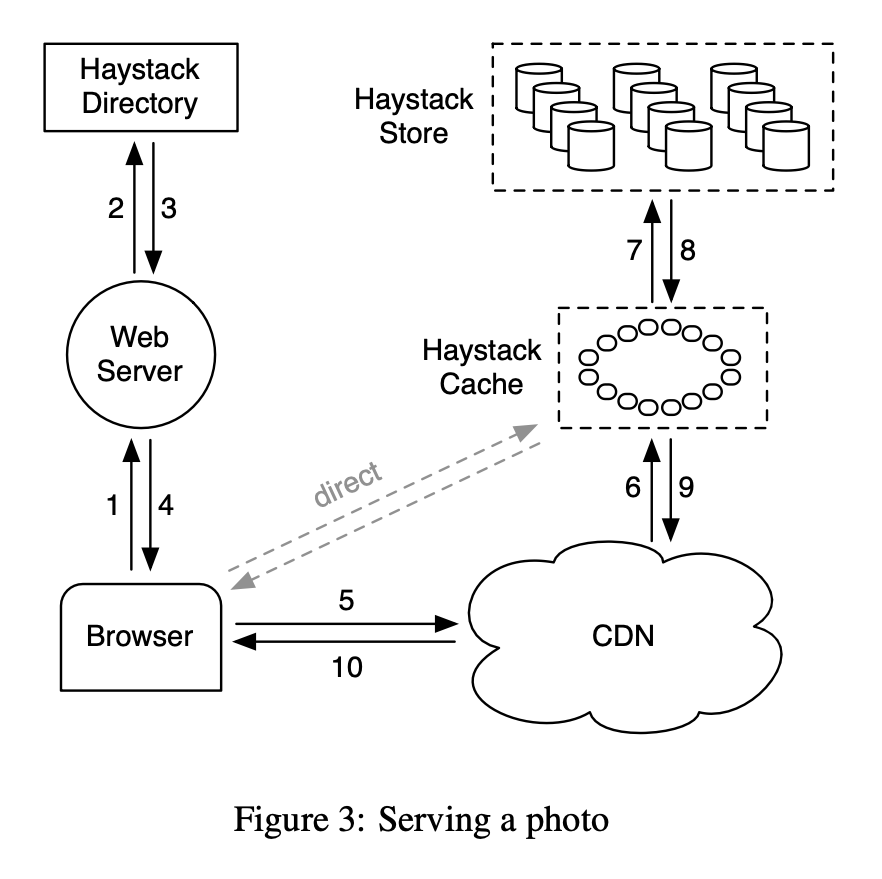 Haystack
Directory
Haystack
Store
2
3
7
8
Web
Server
Haystack
Cache
direct
1
4
6
9
5
Browser
CDN
10
Figure 3: Serving a photo